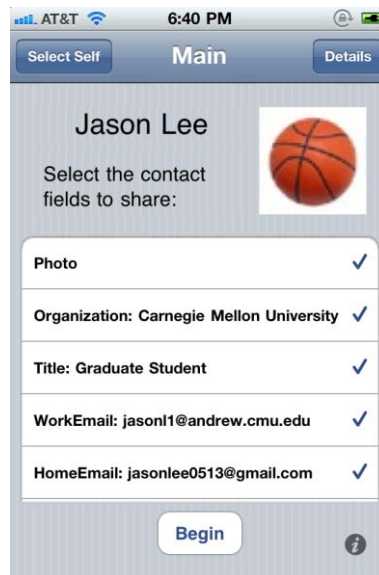 AT&T 6:40 PM
Select Self Main Details
Jason Lee
Select the contact
fields to share:
Photo
Organization: Carnegie Mellon University
Title: Graduate Student
WorkEmail: jasonl1@andrew.cmu.edu
HomeEmail: jasonlee0513@gmail.com
Begin
i